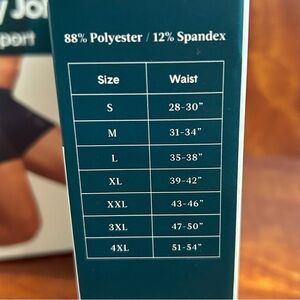 88% Polyester / 12% Spandex
Size Waist
S 28-30"
M 31-34"
L 35-38"
XL 39-42"
XXL 43-46"
3XL 47-50"
4XL 51-54"